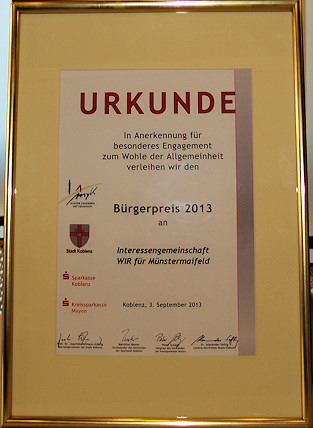 URKUNDE
In Anerkennung für
besonderes Engagement
zum Wohle der Allgemeinheit
verleihen wir den
Bürgerpreis 2013
an
Stadt Koblenz
Interessengemeinschaft
WIR für Münstermaifeld
Sparkasse
Koblenz
Kreissparkasse
Mayen
Koblenz, 3. September 2013